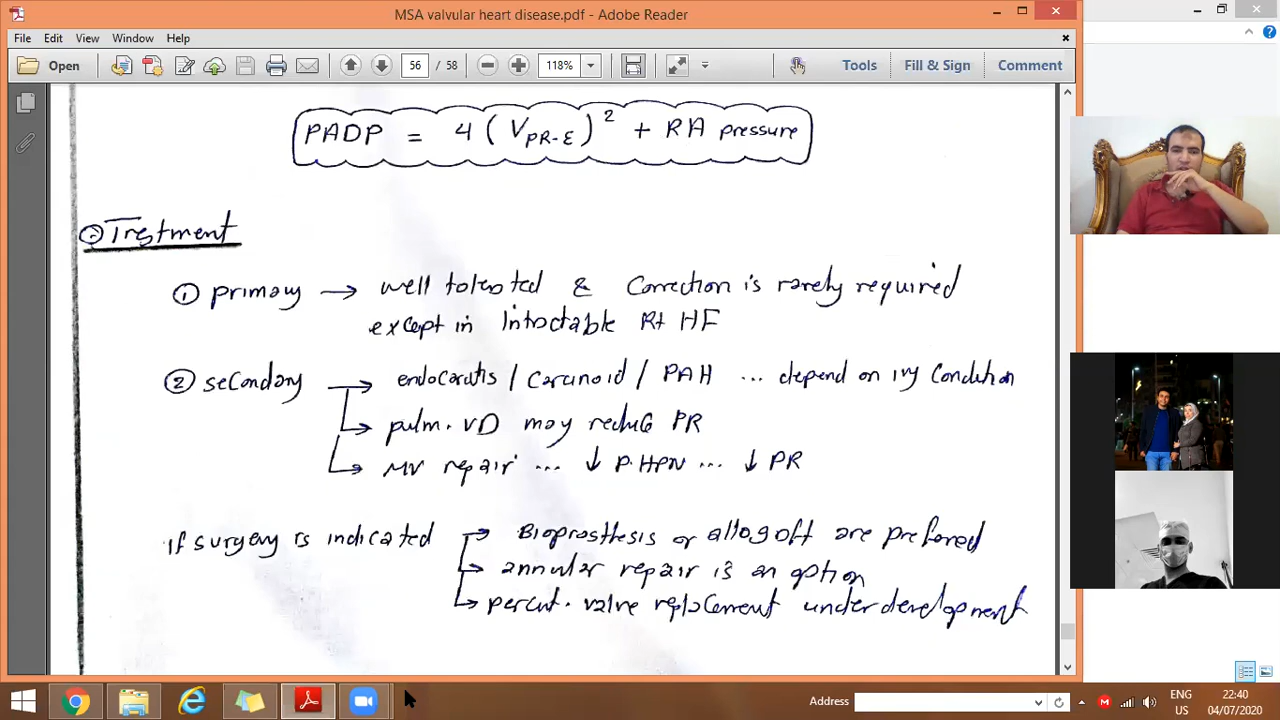 MSA valvular heart disease.pdf - Adobe Reader
File Edit View Window Help
Open 56 / 58 118% Tools Fill & Sign Comment
PADP = 4 ( V PR-E )² + RA pressure
Treatment
① primary → well tolerated & Correction is rarely required
except in Intractable Rt HF
② secondary → endocarditis / Carcinoid / PAH ... depend on Condition
→ pulm. VD may reduce PR
→ MV repair ... ↓ P.HPN ... ↓ PR
If surgery is indicated → Bioprosthesis or allograft are preferred
→ annular repair is an option
→ percut. valve replacement under development
Address
ENG
US
22:40
04/07/2020